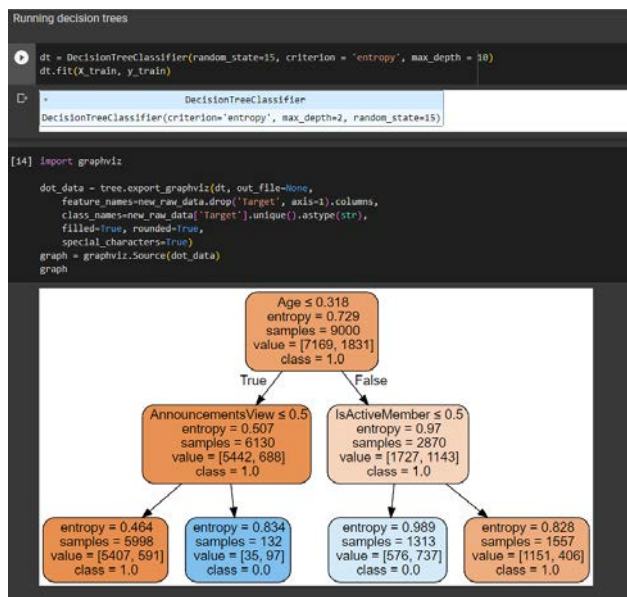 Running decision trees
dt = DecisionTreeClassifier(random_state=15, criterion = 'entropy', max_depth = 10)
dt.fit(X_train, y_train)
DecisionTreeClassifier
DecisionTreeClassifier(criterion='entropy', max_depth=2, random_state=15)
[14] import graphviz
dot_data = tree.export_graphviz(dt, out_file=None,
feature_names=new_raw_data.drop('Target', axis=1).columns,
class_names=new_raw_data['Target'].unique().astype(str),
filled=True, rounded=True,
special_characters=True)
graph = graphviz.Source(dot_data)
graph
Age ≤ 0.318
entropy = 0.729
samples = 9000
value = [7169, 1831]
class = 1.0
True
False
AnnouncementsView ≤ 0.5
entropy = 0.507
samples = 6130
value = [5442, 688]
class = 1.0
IsActiveMember ≤ 0.5
entropy = 0.97
samples = 2870
value = [1727, 1143]
class = 1.0
entropy = 0.464
samples = 5998
value = [5407, 591]
class = 1.0
entropy = 0.834
samples = 132
value = [35, 97]
class = 0.0
entropy = 0.989
samples = 1313
value = [576, 737]
class = 0.0
entropy = 0.828
samples = 1557
value = [1151, 406]
class = 1.0